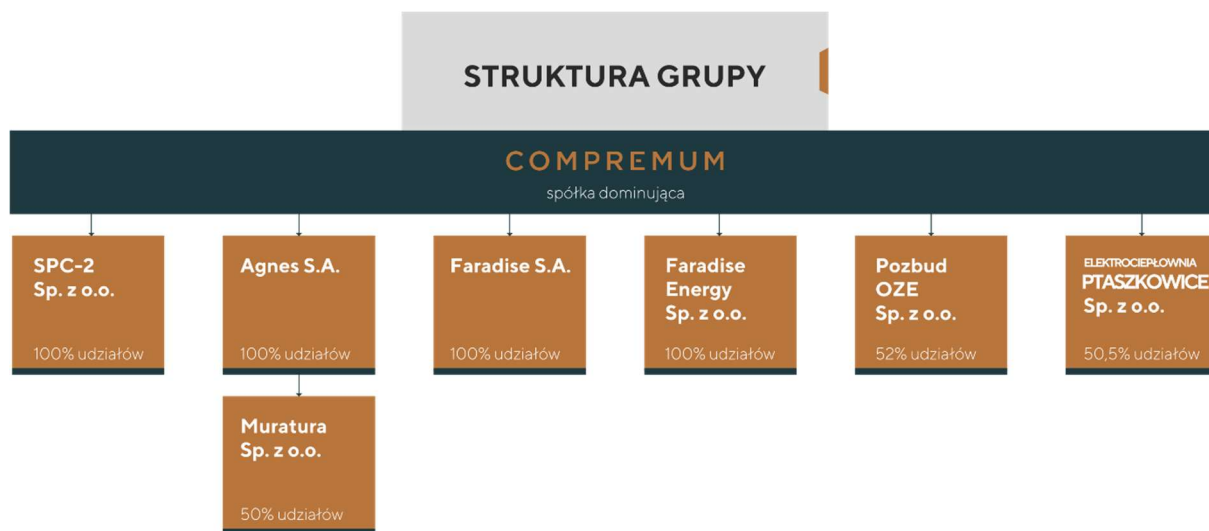 STRUKTURA GRUPY
COMPREMUM
spółka dominująca
SPC-2
Sp. z o.o.
100% udziałów
Agnes S.A.
100% udziałów
Faradise S.A.
100% udziałów
Faradise
Energy
Sp. z o.o.
100% udziałów
Pozbud
OZE
Sp. z o.o.
52% udziałów
ELEKTROCIEPŁOWNIA
PTASZKOWICE
Sp. z o.o.
50,5% udziałów
Muratura
Sp. z o.o.
50% udziałów